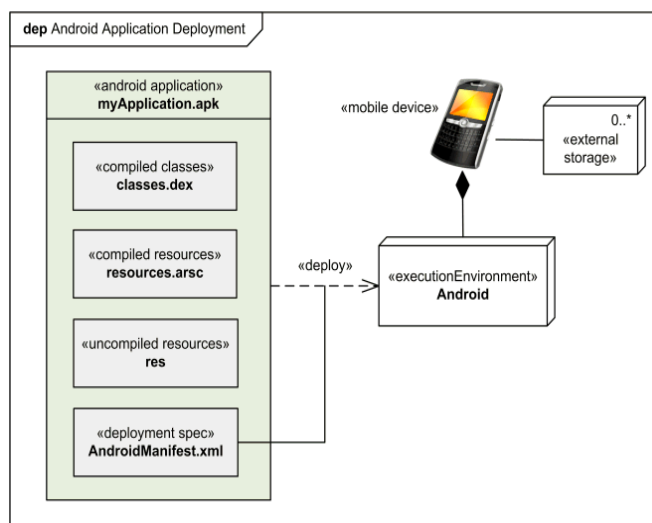 dep Android Application Deployment
«android application»
myApplication.apk
«compiled classes»
classes.dex
«compiled resources»
resources.arsc
«uncompiled resources»
res
«deployment spec»
AndroidManifest.xml
«deploy»
«mobile device»
0..*
«external
storage»
«executionEnvironment»
Android